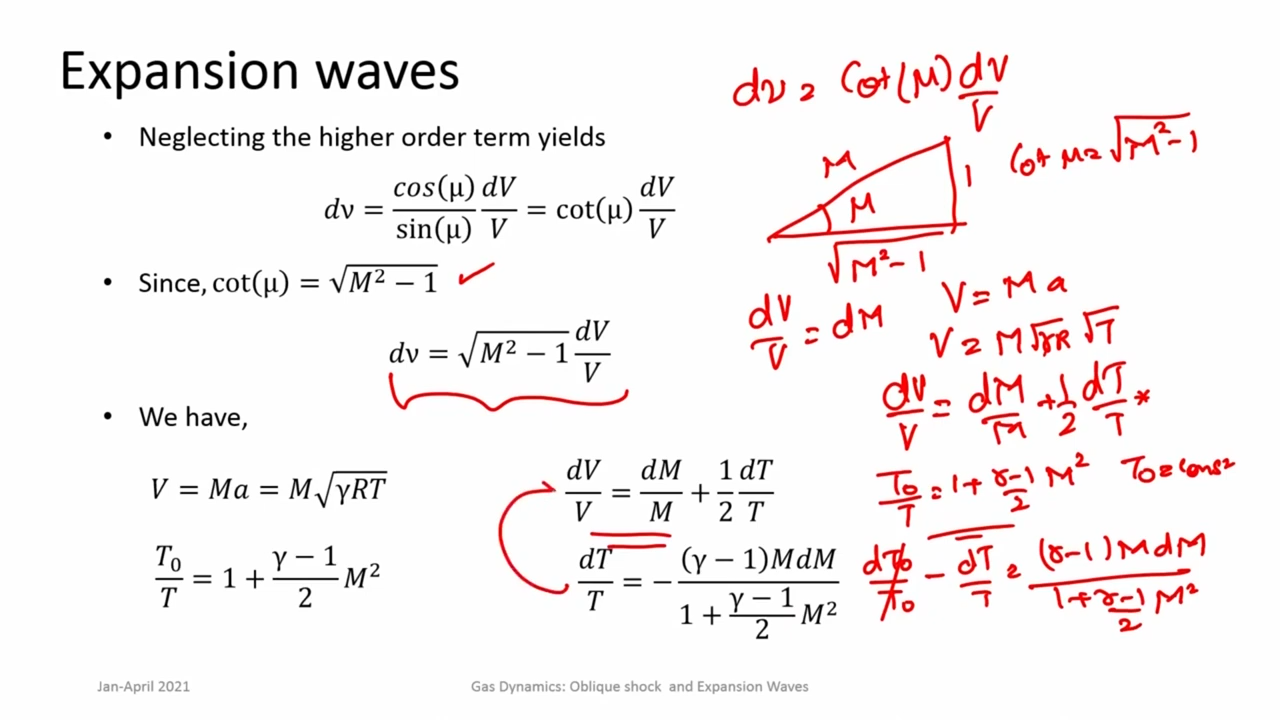 Expansion waves
• Neglecting the higher order term yields
dν = cos(μ)/sin(μ) dV/V = cot(μ) dV/V
• Since, cot(μ) = √(M² − 1)
dν = √(M² − 1) dV/V
• We have,
V = Ma = M√(γRT)
T₀/T = 1 + (γ − 1)/2 M²
dV/V = dM/M + 1/2 dT/T
dT/T = − (γ − 1)MdM / (1 + (γ − 1)/2 M²)
dν = Cot(μ) dV/V
M
μ
1
√(M² − 1)
Cot μ = √(M² − 1)
dV/V = dM
V = Ma
V = M√γR √T
dV/V = dM/M + 1/2 dT/T *
T₀/T = 1 + γ−1/2 M²
T₀ = const
dT₀/T₀ − dT/T = (γ−1) M dM / 1 + γ−1/2 M²
Jan-April 2021
Gas Dynamics: Oblique shock and Expansion Waves